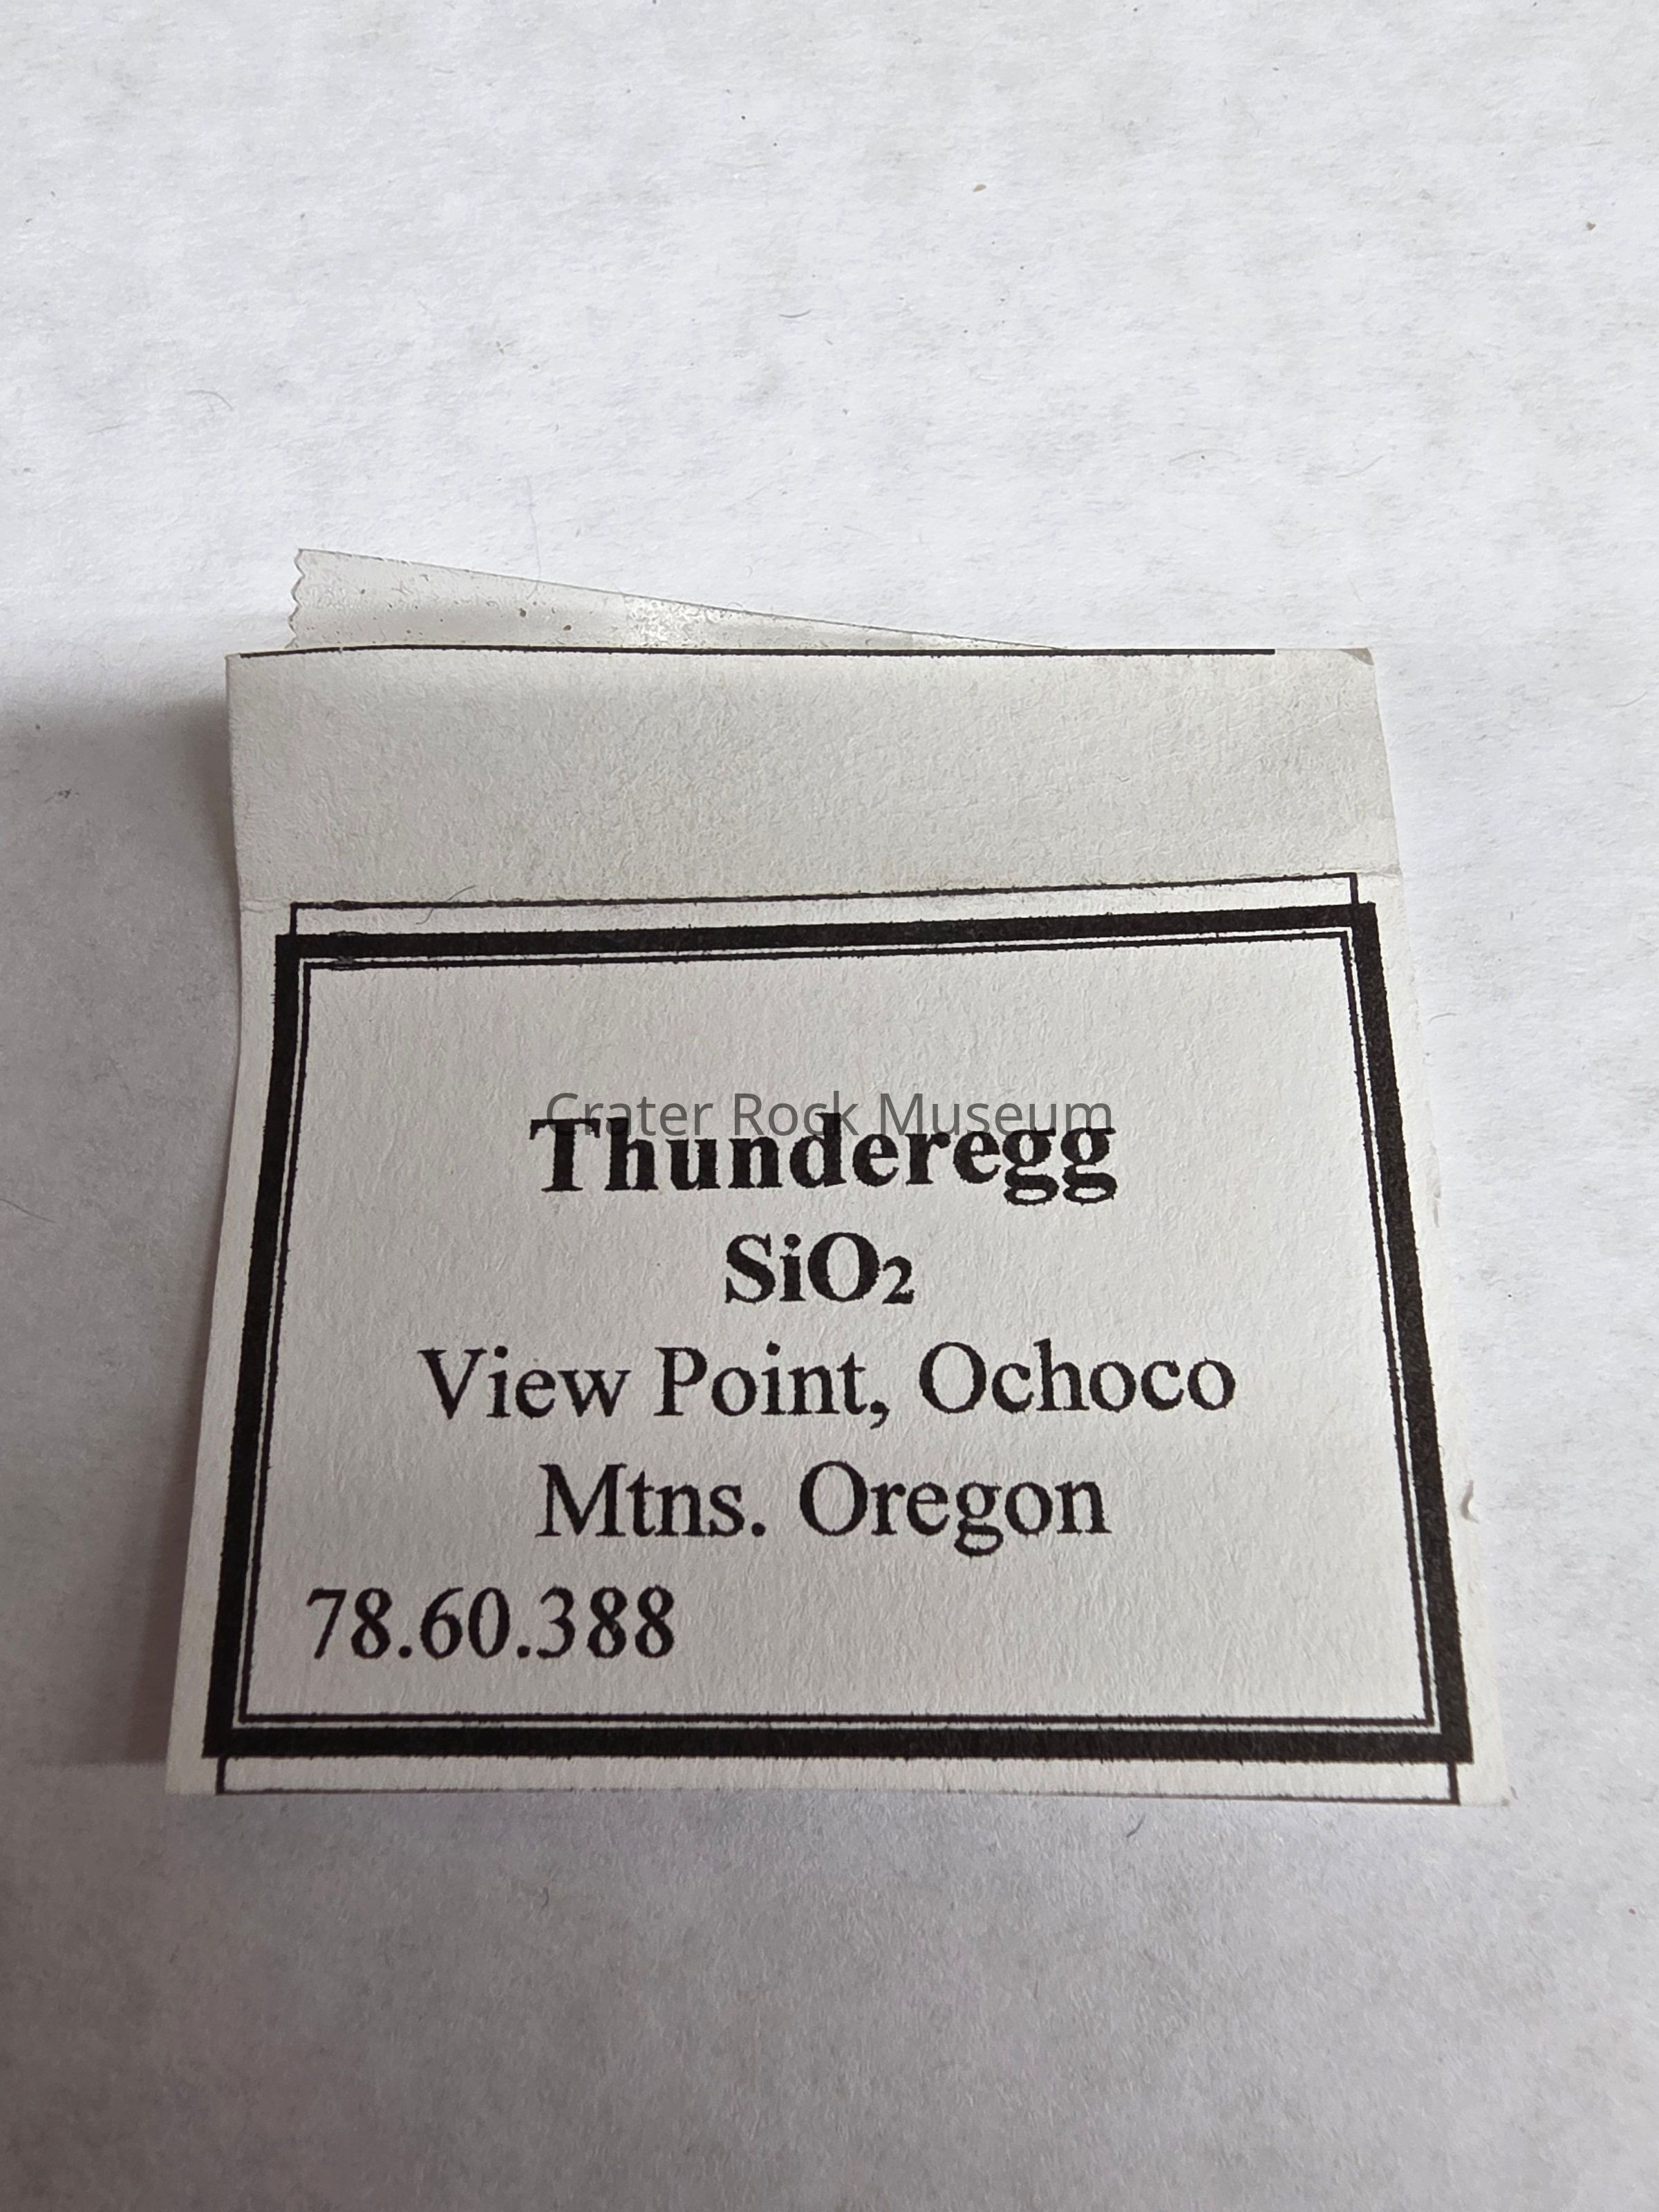 Crater Rock Museum
Thunderegg
SiO₂
View Point, Ochoco
Mtns. Oregon
78.60.388